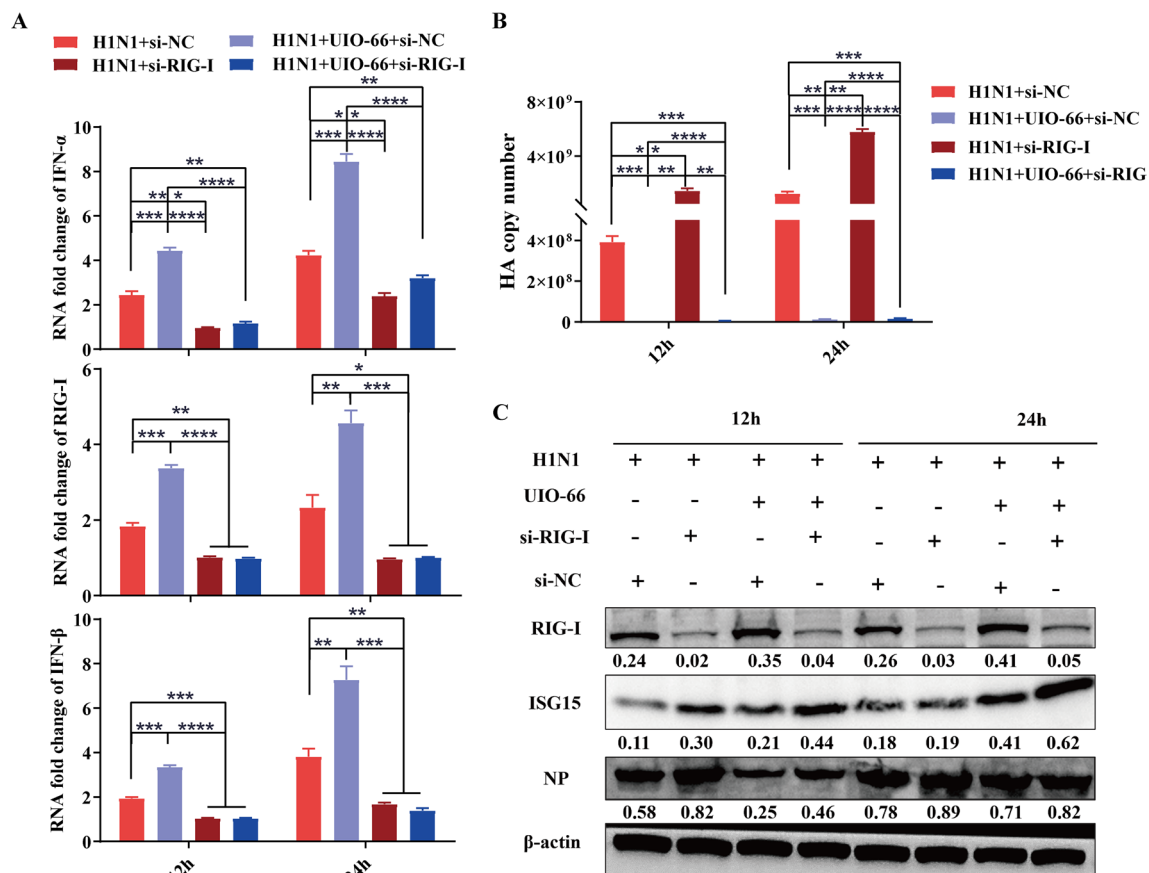 A
H1N1+si-NC
H1N1+UIO-66+si-NC
H1N1+si-RIG-I
H1N1+UIO-66+si-RIG-I
RNA fold change of IFN-α
10
8
6
4
2
0
**
****
** *
*** ****
**
****
* *
*** ****
RNA fold change of RIG-I
6
4
2
0
**
*** ****
*
** ***
RNA fold change of IFN-β
10
8
6
4
2
0
***
*** ****
**
** ***
12h
24h
B
H1N1+si-NC
H1N1+UIO-66+si-NC
H1N1+si-RIG-I
H1N1+UIO-66+si-RIG
HA copy number
8×10⁹
4×10⁹
4×10⁸
2×10⁸
0
***
****
* *
*** ** **
***
****
** **
*** **** ****
12h
24h
C
12h 24h
H1N1 + + + + + + + +
UIO-66 - - + + - - + +
si-RIG-I - + - + - + - +
si-NC + - + - + - + -
RIG-I
0.24 0.02 0.35 0.04 0.26 0.03 0.41 0.05
ISG15
0.11 0.30 0.21 0.44 0.18 0.19 0.41 0.62
NP
0.58 0.82 0.25 0.46 0.78 0.89 0.71 0.82
β-actin